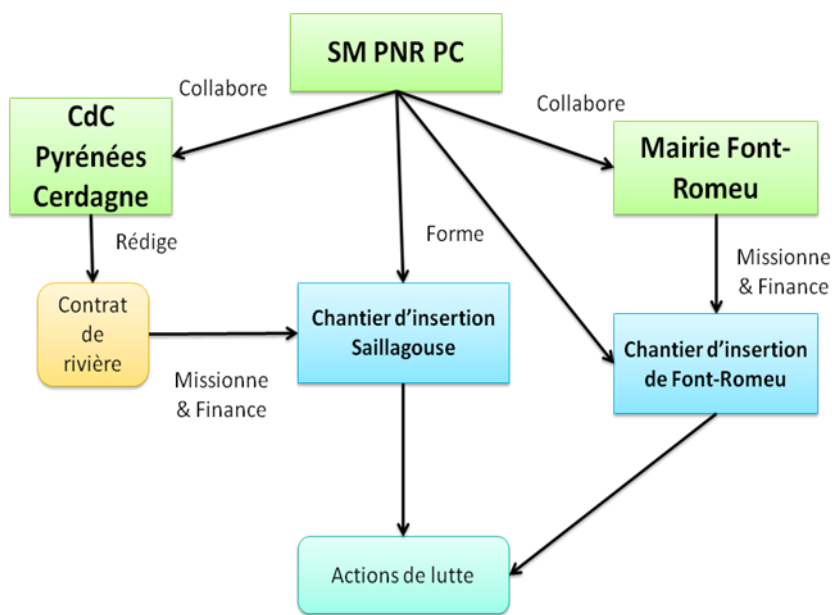 SM PNR PC
Collabore
Collabore
CdC
Pyrénées
Cerdagne
Mairie Font-
Romeu
Rédige
Forme
Missionne
& Finance
Contrat
de
rivière
Chantier d’insertion
Saillagouse
Chantier d’insertion
de Font-Romeu
Missionne
& Finance
Actions de lutte